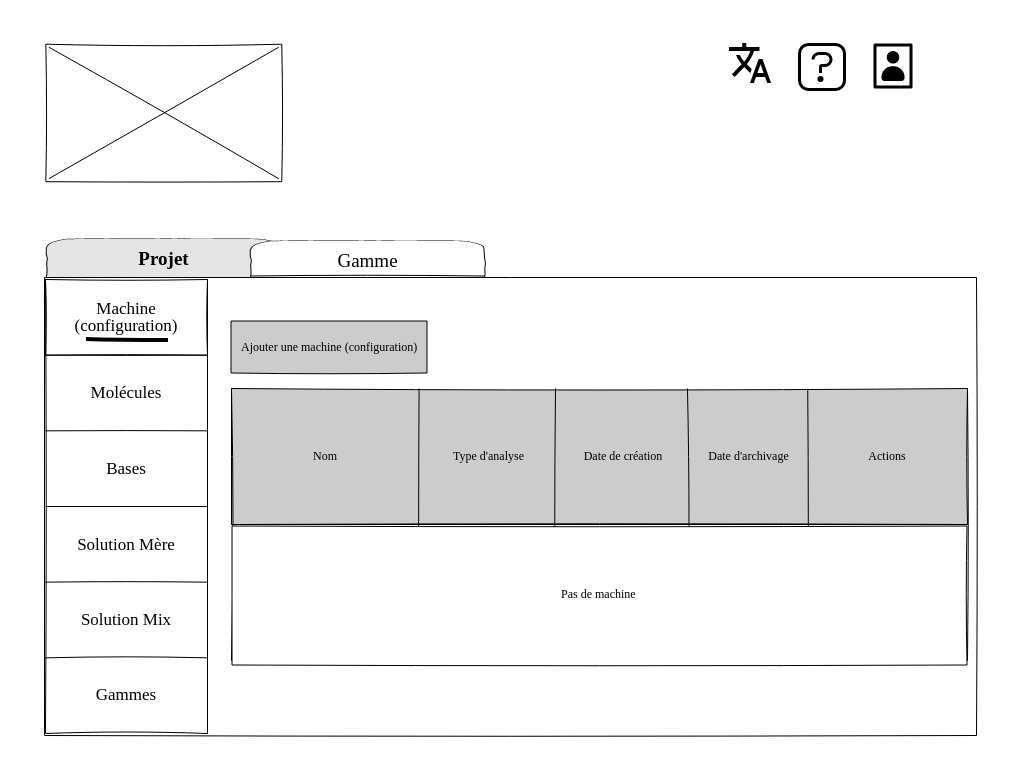 Projet
Gamme
Machine
(configuration)
Molécules
Bases
Solution Mère
Solution Mix
Gammes
Ajouter une machine (configuration)
Nom
Type d'analyse
Date de création
Date d'archivage
Actions
Pas de machine